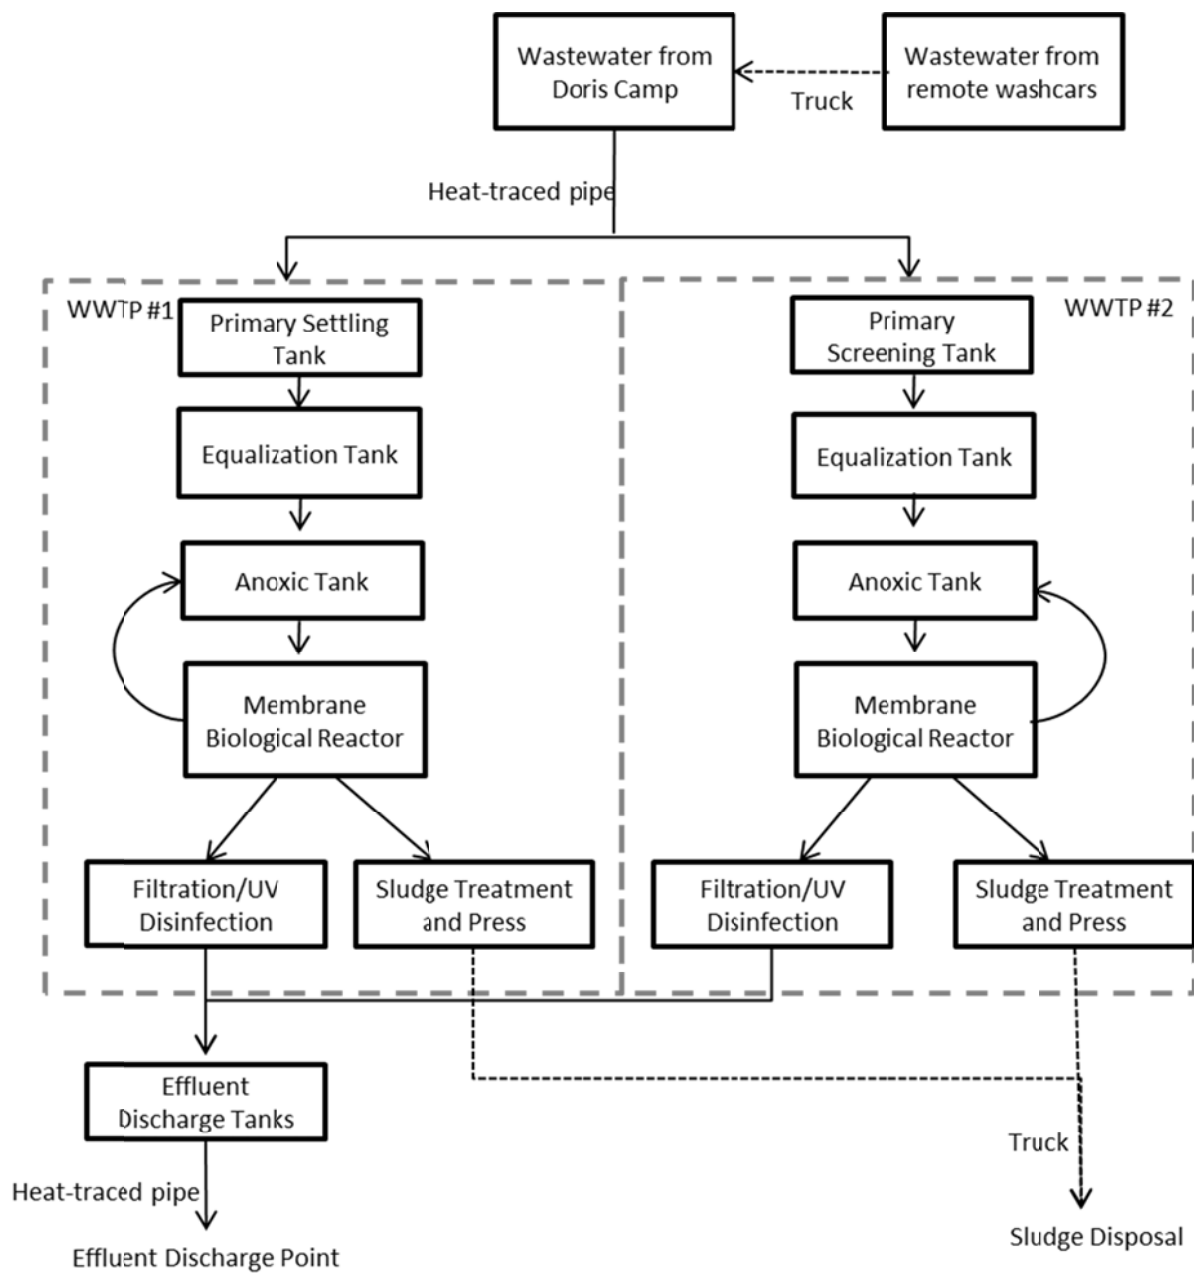 Wastewater from
Doris Camp
Wastewater from
remote washcars
Truck
Heat-traced pipe
WWTP #1
WWTP #2
Primary Settling
Tank
Primary
Screening Tank
Equalization Tank
Equalization Tank
Anoxic Tank
Anoxic Tank
Membrane
Biological Reactor
Membrane
Biological Reactor
Filtration/UV
Disinfection
Sludge Treatment
and Press
Filtration/UV
Disinfection
Sludge Treatment
and Press
Effluent
Discharge Tanks
Truck
Heat-traced pipe
Sludge Disposal
Effluent Discharge Point